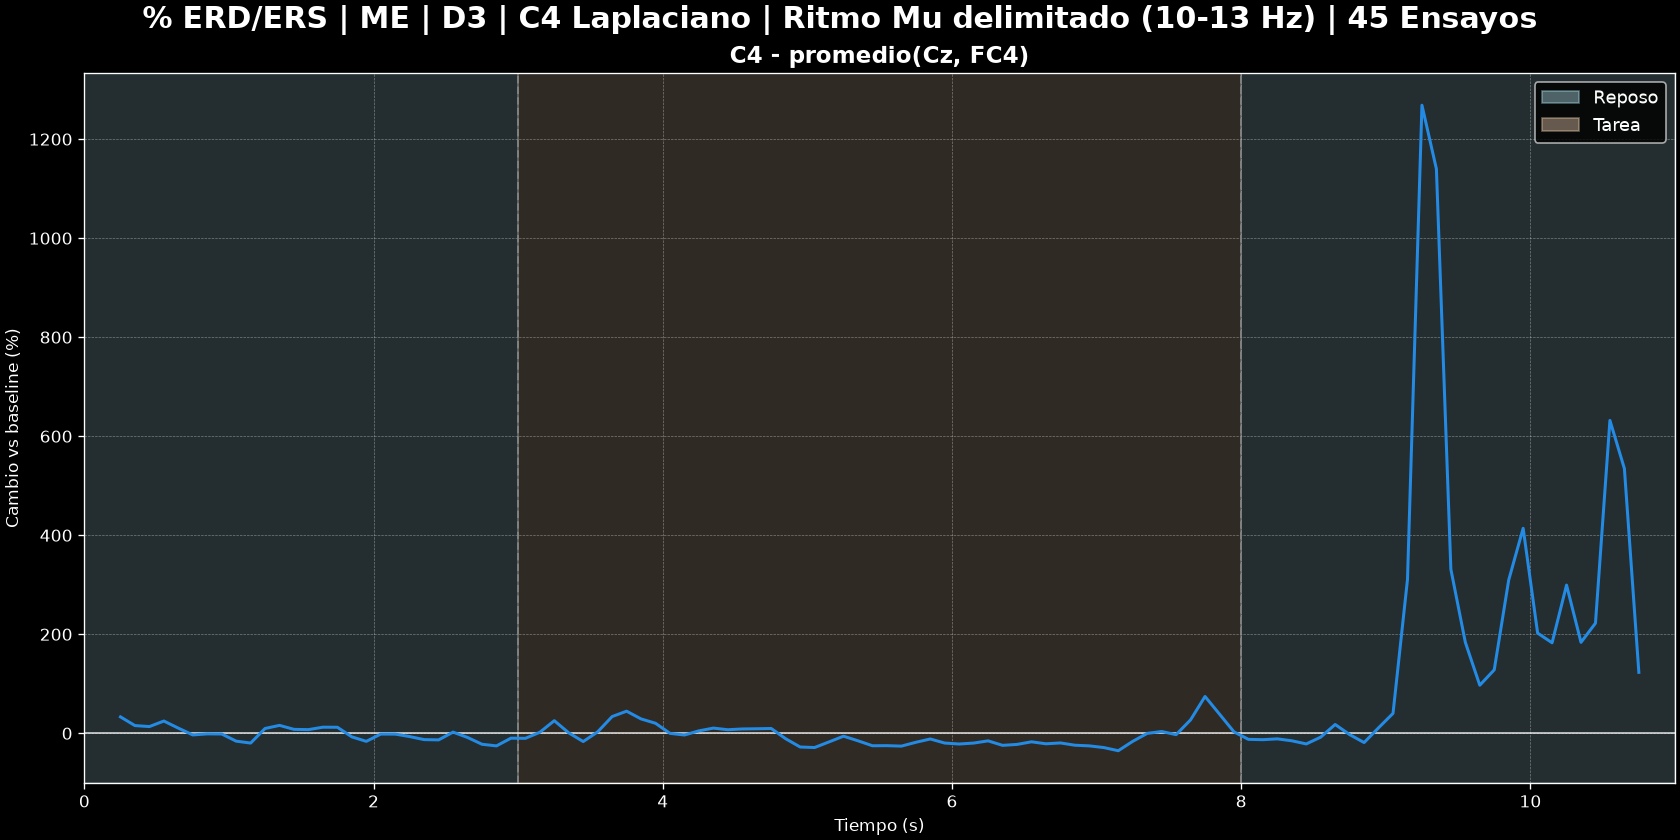 % ERD/ERS | ME | D3 | C4 Laplaciano | Ritmo Mu delimitado (10-13 Hz) | 45 Ensayos
C4 - promedio(Cz, FC4)
Reposo
Tarea
Cambio vs baseline (%)
1200
1000
800
600
400
200
0
0 2 4 6 8 10
Tiempo (s)